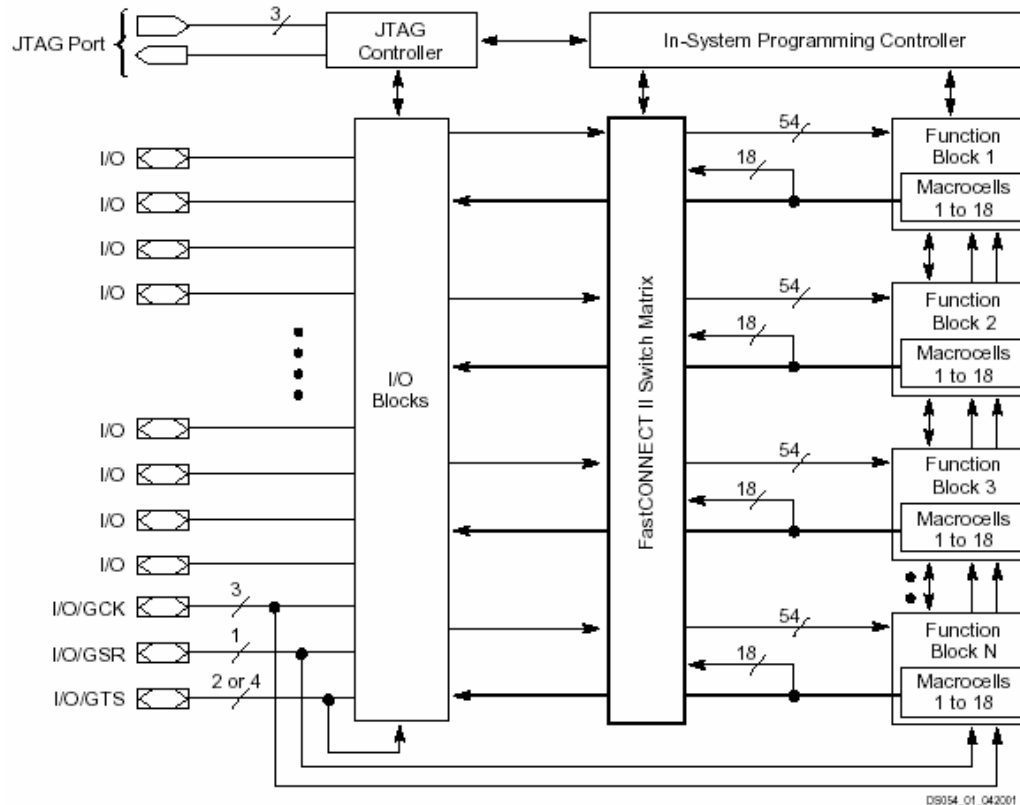 JTAG Port
3
JTAG
Controller
In-System Programming Controller
I/O
I/O
I/O
I/O
I/O
I/O
I/O
I/O
I/O/GCK
3
I/O/GSR
1
I/O/GTS
2 or 4
I/O
Blocks
FastCONNECT II Switch Matrix
54
18
Function
Block 1
Macrocells
1 to 18
54
18
Function
Block 2
Macrocells
1 to 18
54
18
Function
Block 3
Macrocells
1 to 18
54
18
Function
Block N
Macrocells
1 to 18
DS054_01_042001